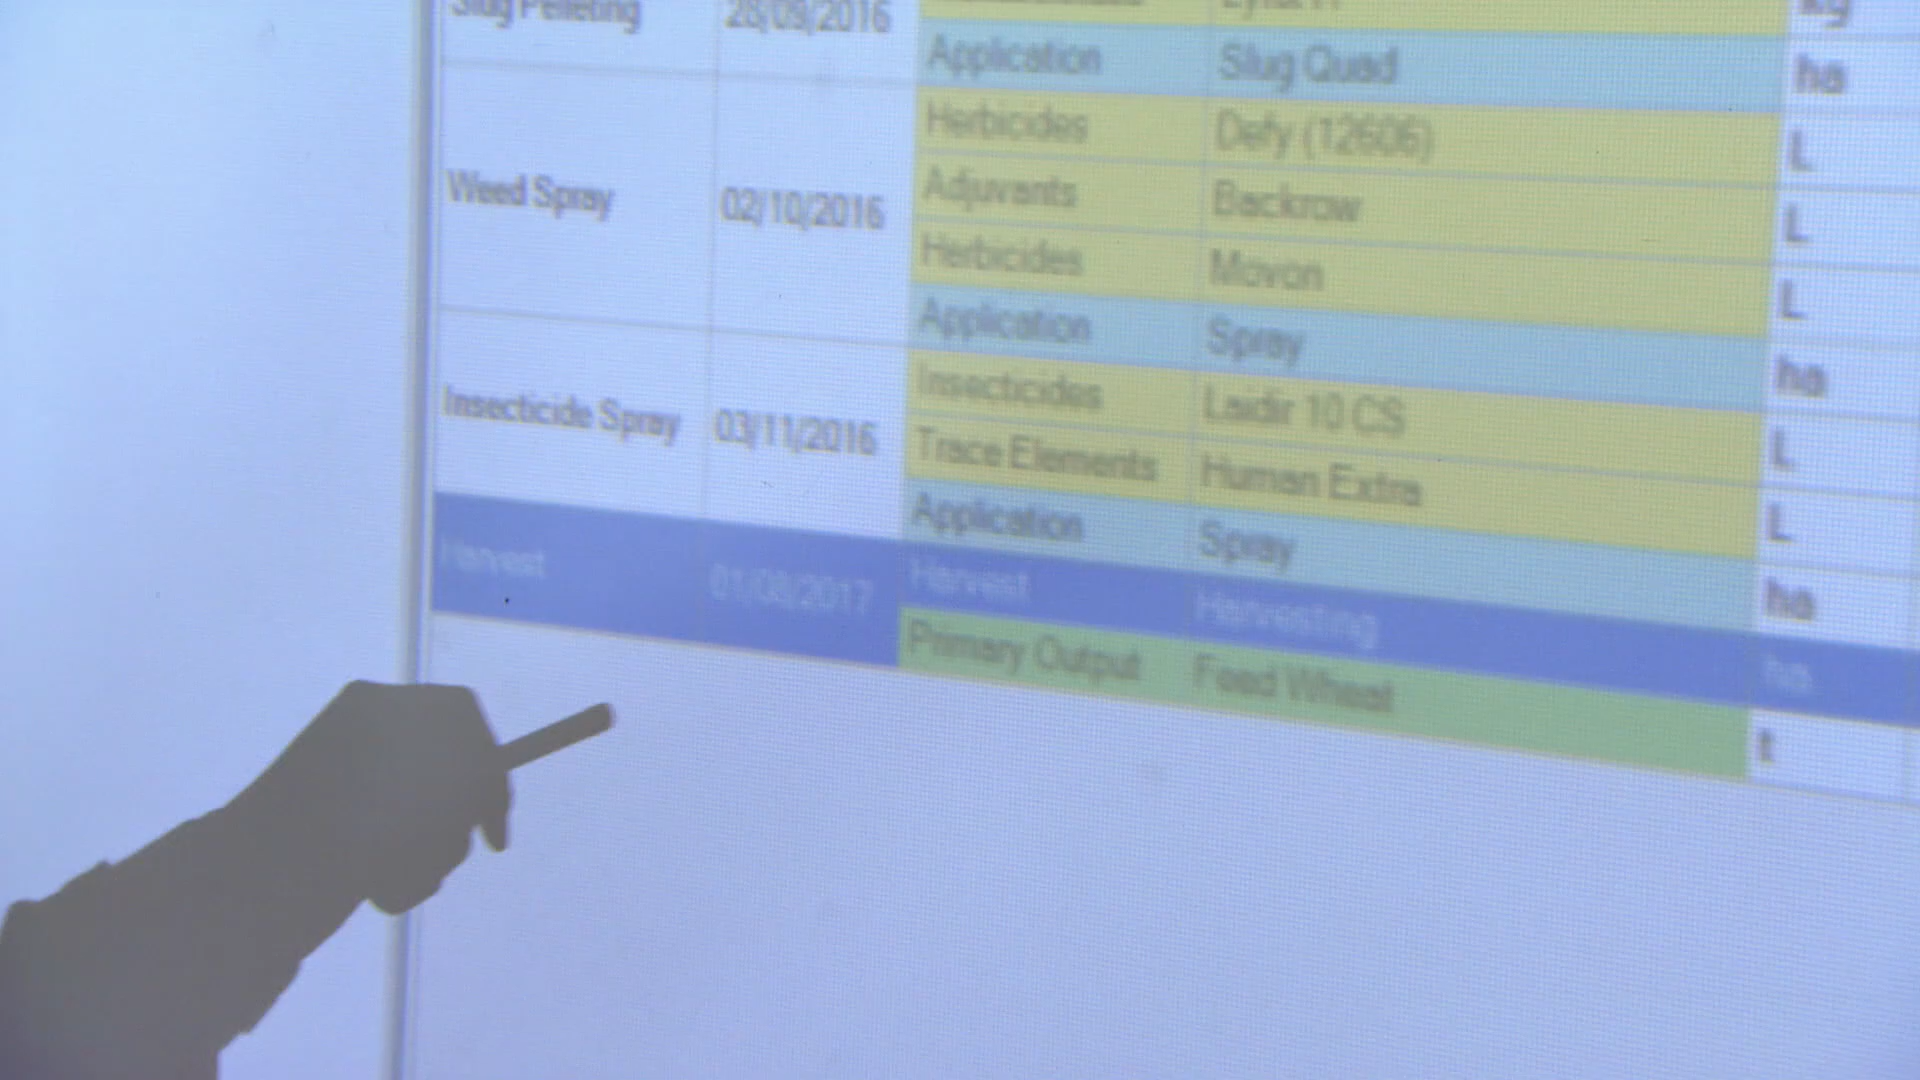 Slug Pelleting 28/09/2016
kg
Application Slug Quad ha
Herbicides Defy (12606) L
Weed Spray 02/10/2016 Adjuvants Backrow L
Herbicides Movon L
Application Spray ha
Insecticide Spray 03/11/2016 Insecticides Laidir 10 CS L
Trace Elements Human Extra L
Application Spray ha
Harvest 01/08/2017 Harvest Harvesting ha
Primary Output Feed Wheat t